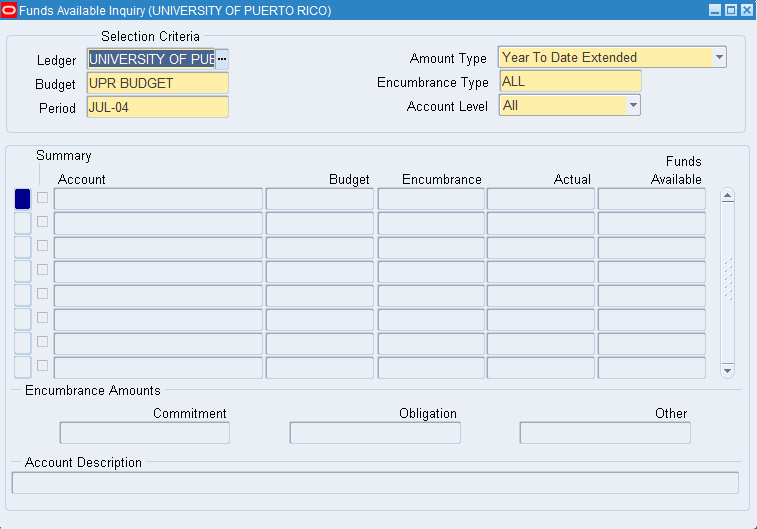 Funds Available Inquiry (UNIVERSITY OF PUERTO RICO)
Selection Criteria
Ledger UNIVERSITY OF PUE ...
Amount Type Year To Date Extended
Budget UPR BUDGET
Encumbrance Type ALL
Period JUL-04
Account Level All
Summary
Account Budget Encumbrance Actual Funds Available
Encumbrance Amounts
Commitment Obligation Other
Account Description